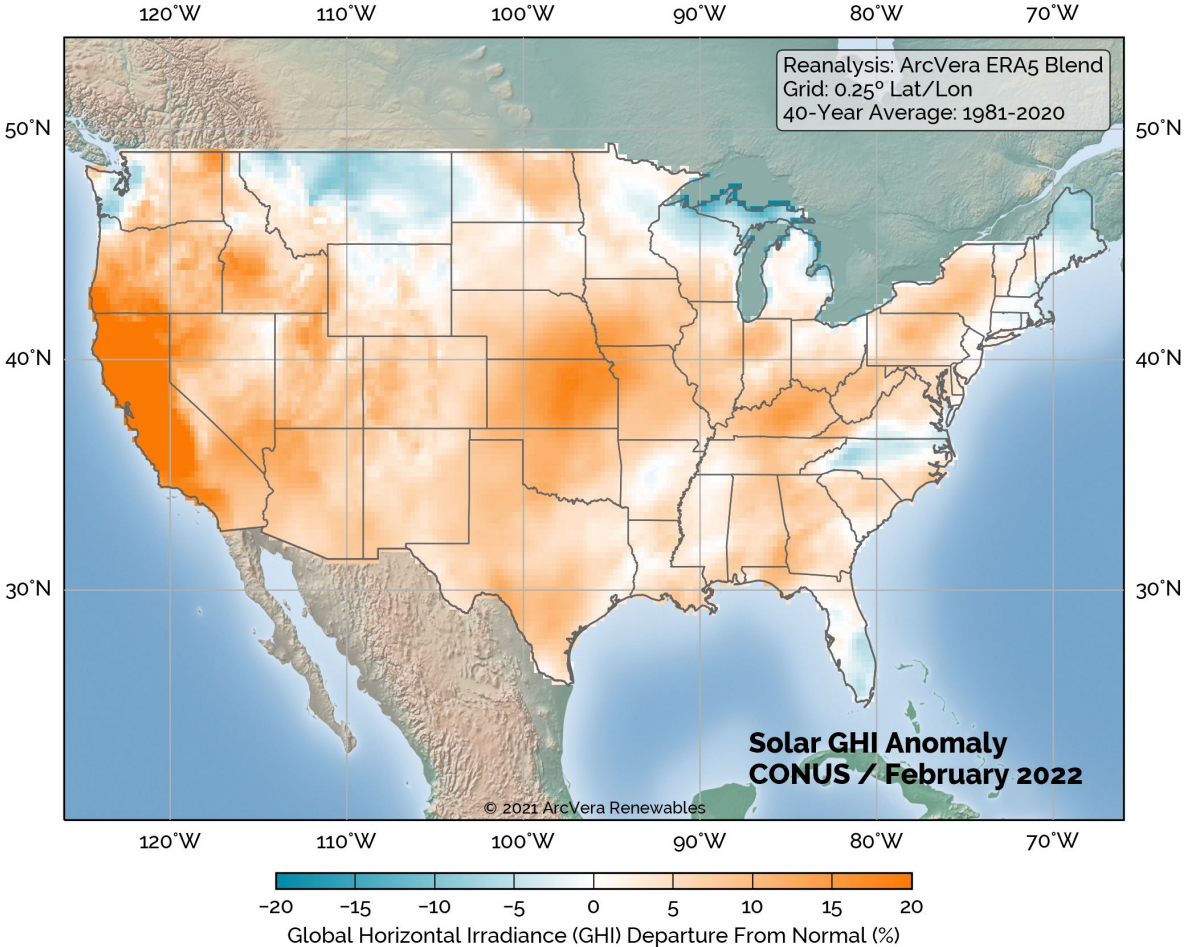 120°W 110°W 100°W 90°W 80°W 70°W
Reanalysis: ArcVera ERA5 Blend
Grid: 0.25º Lat/Lon
40-Year Average: 1981-2020
50°N 50°N
40°N 40°N
30°N 30°N
Solar GHI Anomaly
CONUS / February 2022
© 2021 ArcVera Renewables
120°W 110°W 100°W 90°W 80°W 70°W
−20 −15 −10 −5 0 5 10 15 20
Global Horizontal Irradiance (GHI) Departure From Normal (%)